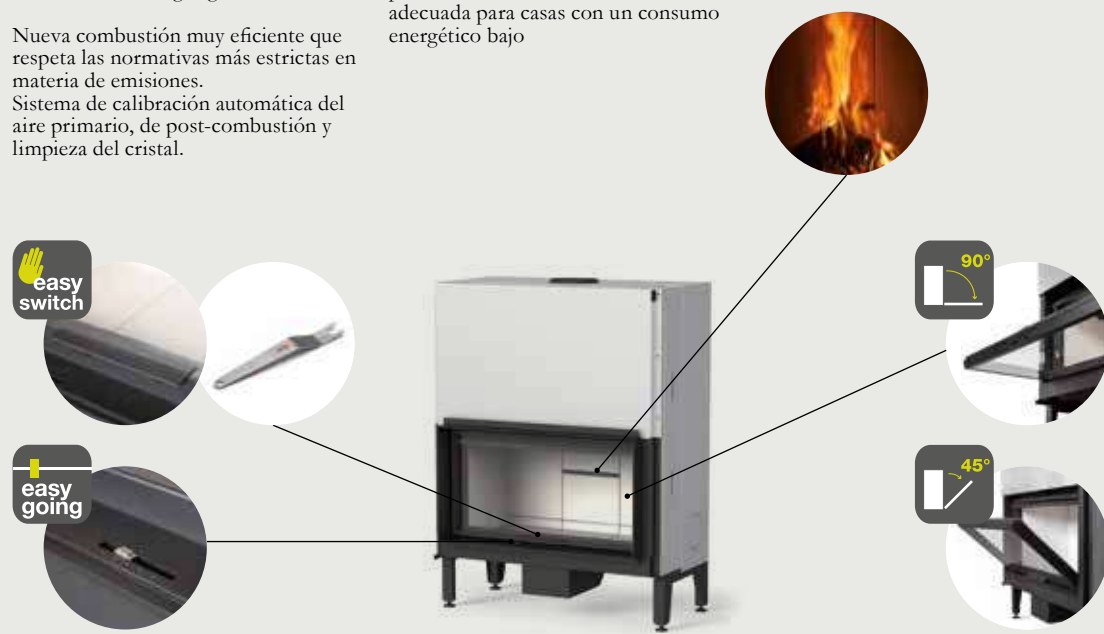 Nueva combustión muy eficiente que
respeta las normativas más estrictas en
materia de emisiones.
Sistema de calibración automática del
aire primario, de post-combustión y
limpieza del cristal.
adecuada para casas con un consumo
energético bajo
easy
switch
easy
going
90°
45°